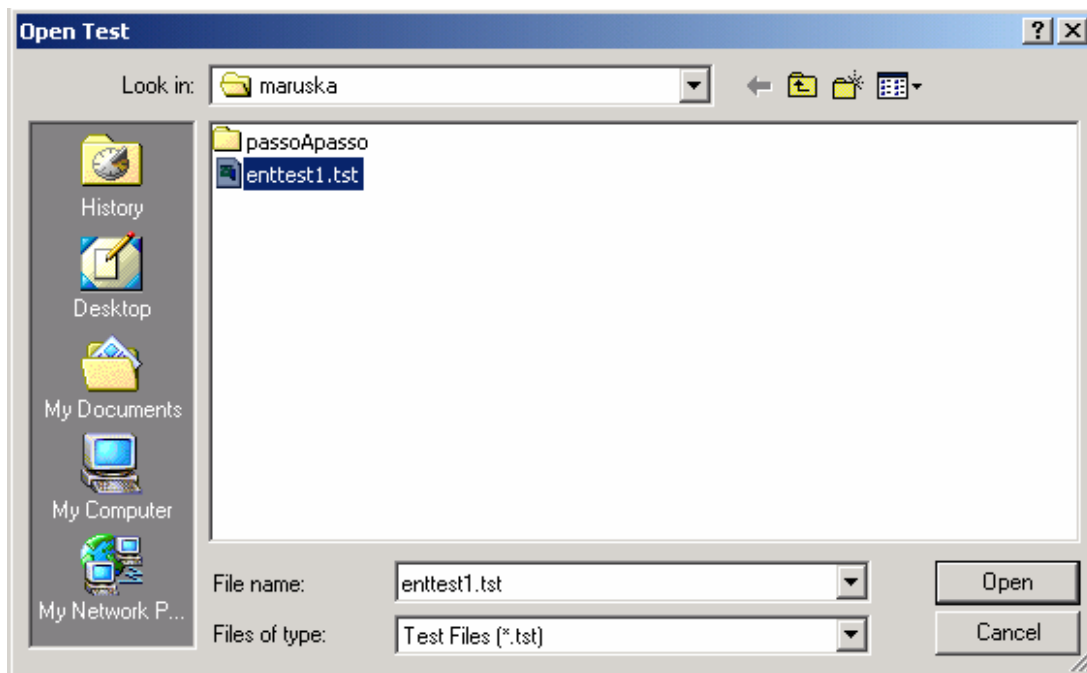 Open Test
Look in: maruska
passoApasso
enttest1.tst
History
Desktop
My Documents
My Computer
My Network P...
File name: enttest1.tst
Open
Files of type: Test Files (*.tst)
Cancel